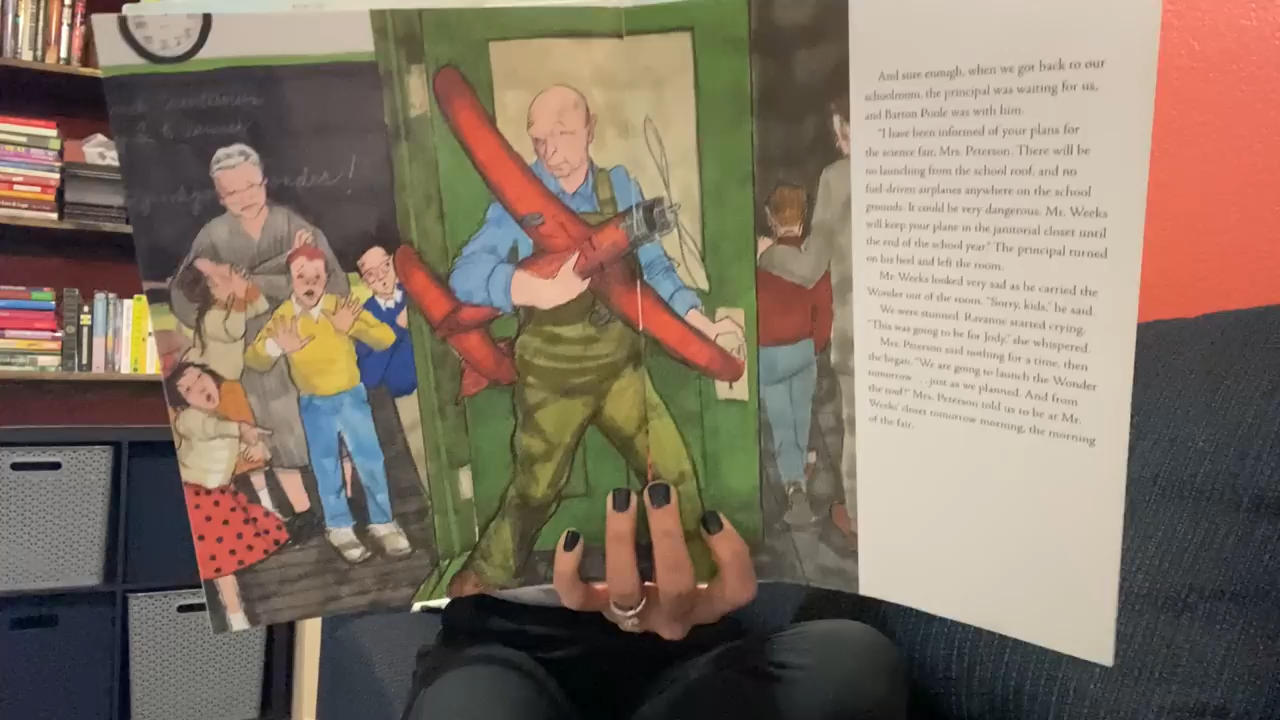 And sure enough, when we got back to our
schoolroom, the principal was waiting for us,
and Barton Poole was with him.
"I have been informed of your plans for
the science fair, Mrs. Peterson. There will be
no launching from the school roof, and no
fuel-driven airplanes anywhere on the school
grounds. It could be very dangerous. Mr. Weeks
will keep your plane in the janitorial closet until
the end of the school year." The principal turned
on his heel and left the room.
Mr. Weeks looked very sad as he carried the
Wonder out of the room. "Sorry, kids," he said.
We were stunned. Ravanne started crying.
"This was going to be for Jody," she whispered.
Mrs. Peterson said nothing for a time, then
she began. "We are going to launch the Wonder
tomorrow . . . just as we planned. And from
the roof!" Mrs. Peterson told us to be at Mr.
Weeks' closet tomorrow morning, the morning
of the fair.